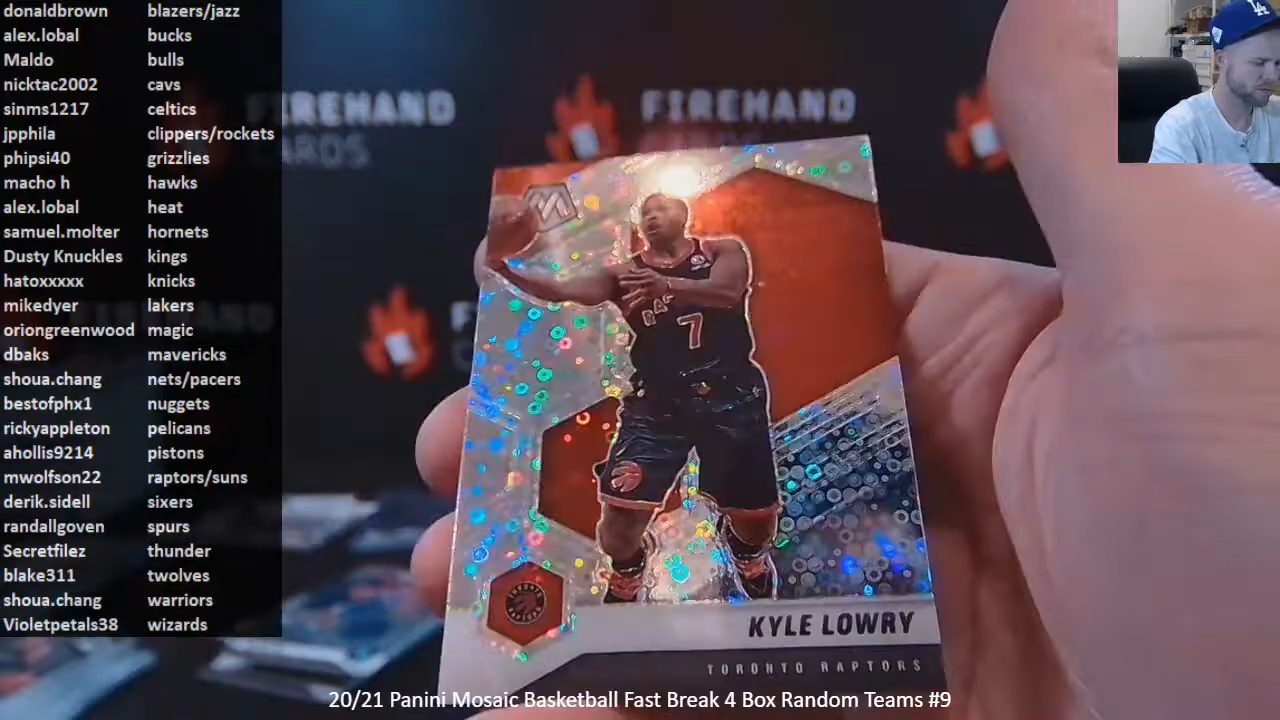 donaldbrown blazers/jazz
alex.lobal bucks
Maldo bulls
nicktac2002 cavs
sinms1217 celtics
jpphila clippers/rockets
phipsi40 grizzlies
macho h hawks
alex.lobal heat
samuel.molter hornets
Dusty Knuckles kings
hatoxxxxx knicks
mikedyer lakers
oriongreenwood magic
dbaks mavericks
shoua.chang nets/pacers
bestofphx1 nuggets
rickyappleton pelicans
ahollis9214 pistons
mwolfson22 raptors/suns
derik.sidell sixers
randallgoven spurs
Secretfilez thunder
blake311 twolves
shoua.chang warriors
Violetpetals38 wizards
FIREHAND
CARDS
FIREHAND
LA
7
KYLE LOWRY
TORONTO RAPTORS
20/21 Panini Mosaic Basketball Fast Break 4 Box Random Teams #9